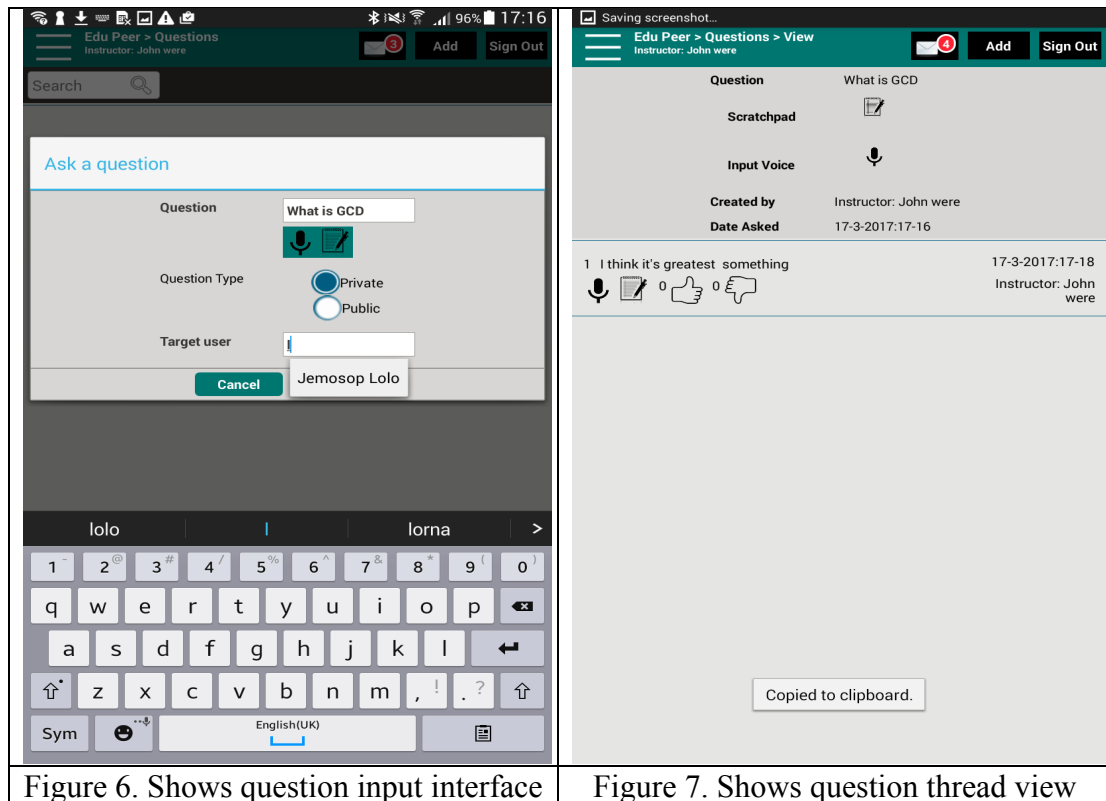 96% 17:16
Edu Peer > Questions
Instructor: John were
3
Add
Sign Out
Search
Ask a question
Question
What is GCD
Question Type
Private
Public
Target user
l
Cancel
Jemosop Lolo
lolo
l
lorna
>
1 - 2 @ 3 # 4 / 5 % 6 ^ 7 & 8 * 9 ( 0 )
q w e r t y u i o p
a s d f g h j k l
z x c v b n m , ! . ?
Sym
English(UK)
Figure 6. Shows question input interface
Saving screenshot...
Edu Peer > Questions > View
Instructor: John were
4
Add
Sign Out
Question What is GCD
Scratchpad
Input Voice
Created by Instructor: John were
Date Asked 17-3-2017:17-16
1 I think it's greatest something 17-3-2017:17-18
0 0 Instructor: John
were
Copied to clipboard.
Figure 7. Shows question thread view